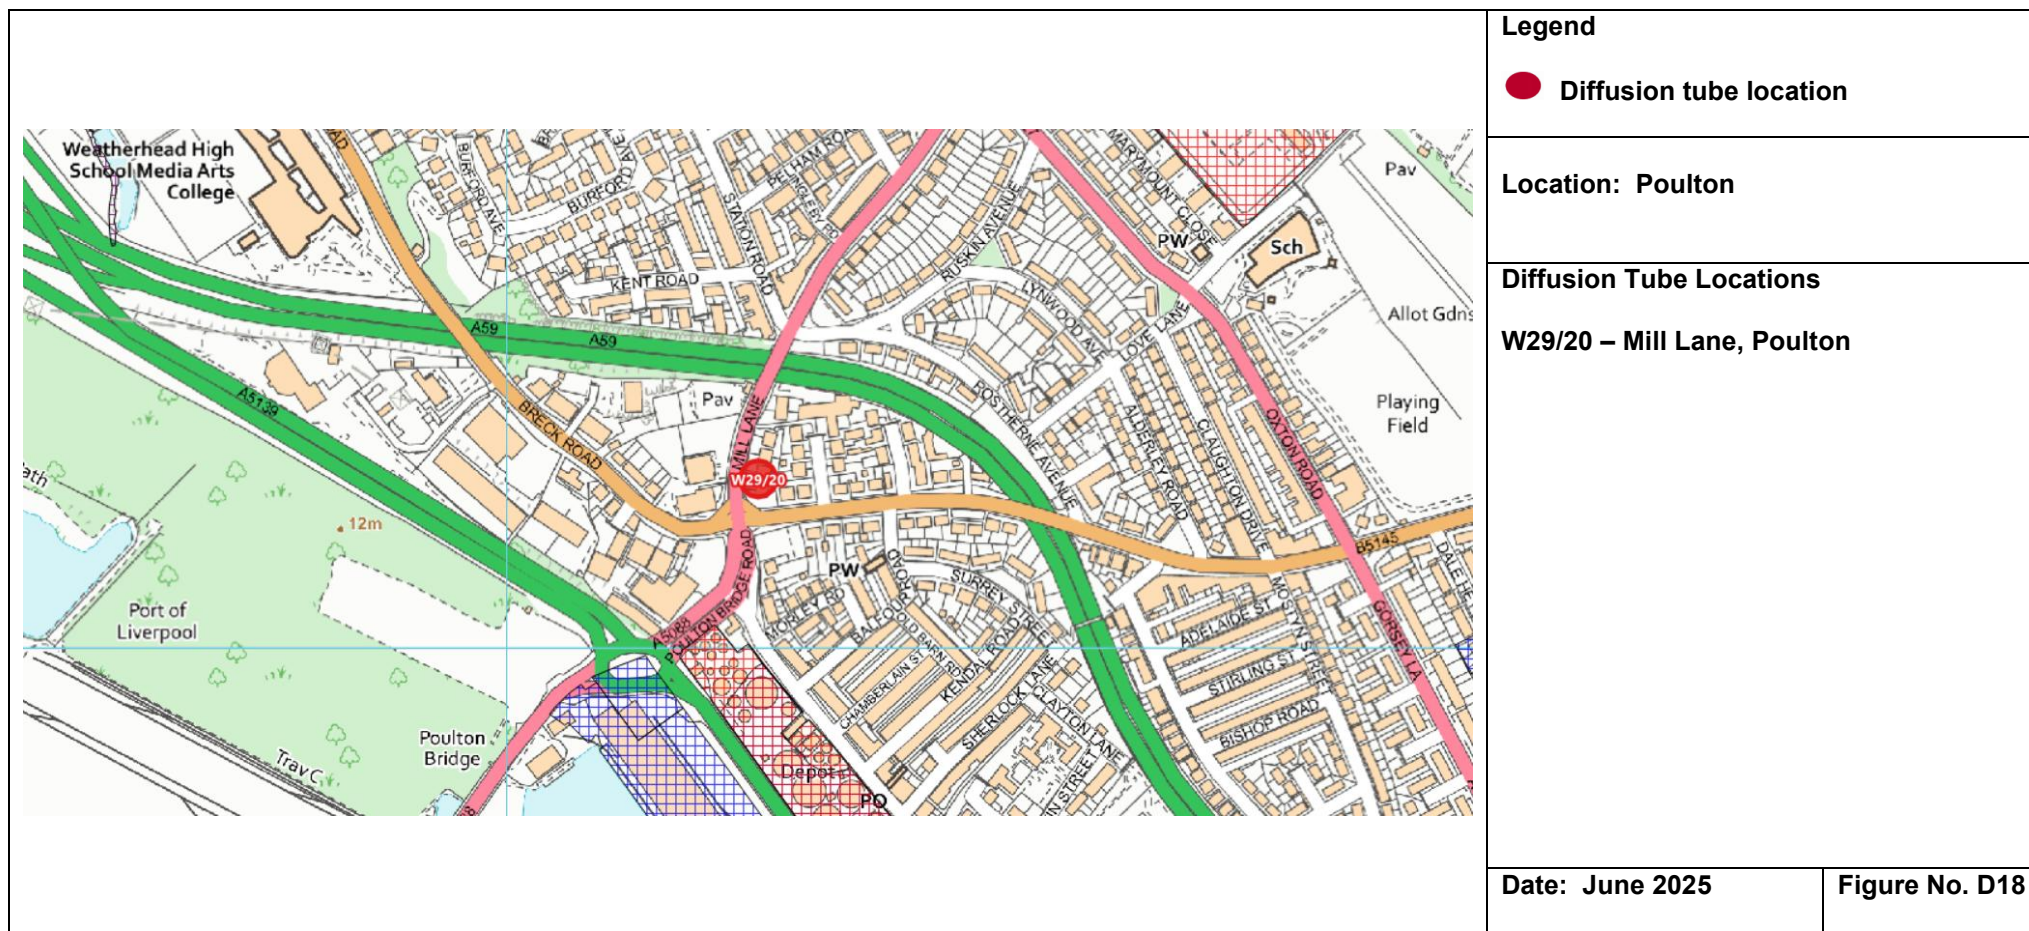 Legend
Diffusion tube location
Location: Poulton
Diffusion Tube Locations
W29/20 – Mill Lane, Poulton
Date: June 2025
Figure No. D18
Weatherhead High
School Media Arts
College
BURFORD AVE
BURFORD AVE
STATION ROAD
KENT ROAD
RUSKIN AVENUE
LYNWOOD AVE
MARYMOUNT CLOSE
PW
Sch
Pav
Allot Gdns
Playing
Field
LOVE LANE
A59
A59
A5139
BRECK ROAD
Pav
MILL LANE
W29/20
POSTHERNE AVENUE
ALDERLEY ROAD
CLAUGHTON DRIVE
OXTON ROAD
B5145
GORSEY LA
MOSTYN STREET
ADELAIDE ST
STIRLING ST
BISHOP ROAD
12m
Port of
Liverpool
Poulton
Bridge
Trav C
A5088
POULTON BRIDGE ROAD
PW
MORLEY RD
BALFOUR ROAD
SURREY STREET
CHAMBERLAIN ST
KENDAL ROAD
SHERLOCK LANE
CLAYTON LANE
Depot
PO